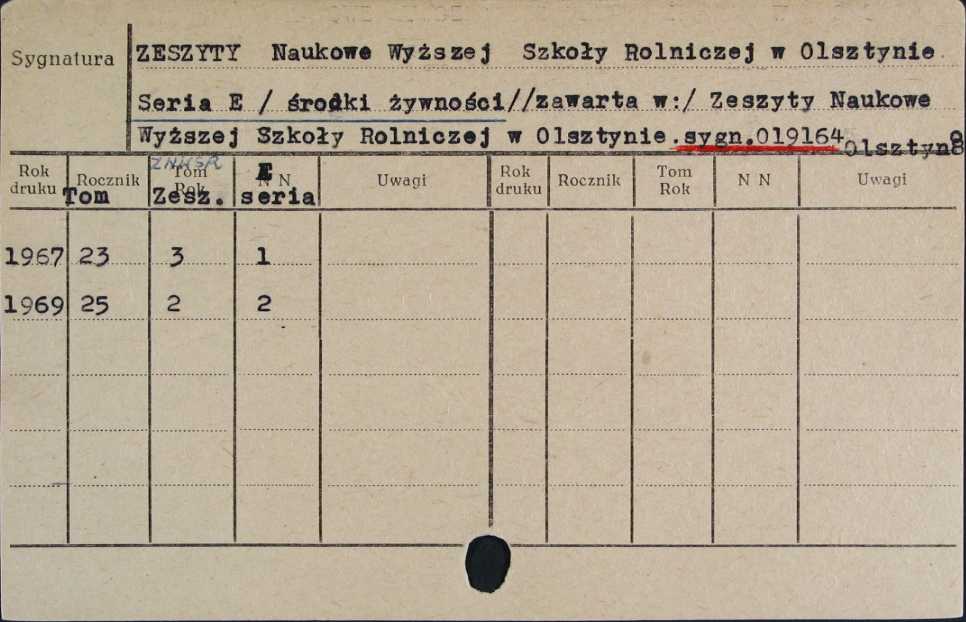 Sygnatura
ZESZYTY Naukowe Wyższej Szkoły Rolniczej w Olsztynie
Seria E / środki żywności//zawarta w:/ Zeszyty Naukowe
Wyższej Szkoły Rolniczej w Olsztynie.sygn.019164 Olsztyn
Rok druku Rocznik Tom Rok N N Uwagi Rok druku Rocznik Tom Rok N N Uwagi
ZNWSR E
Tom Zesz. seria
1967 23 3 1
1969 25 2 2